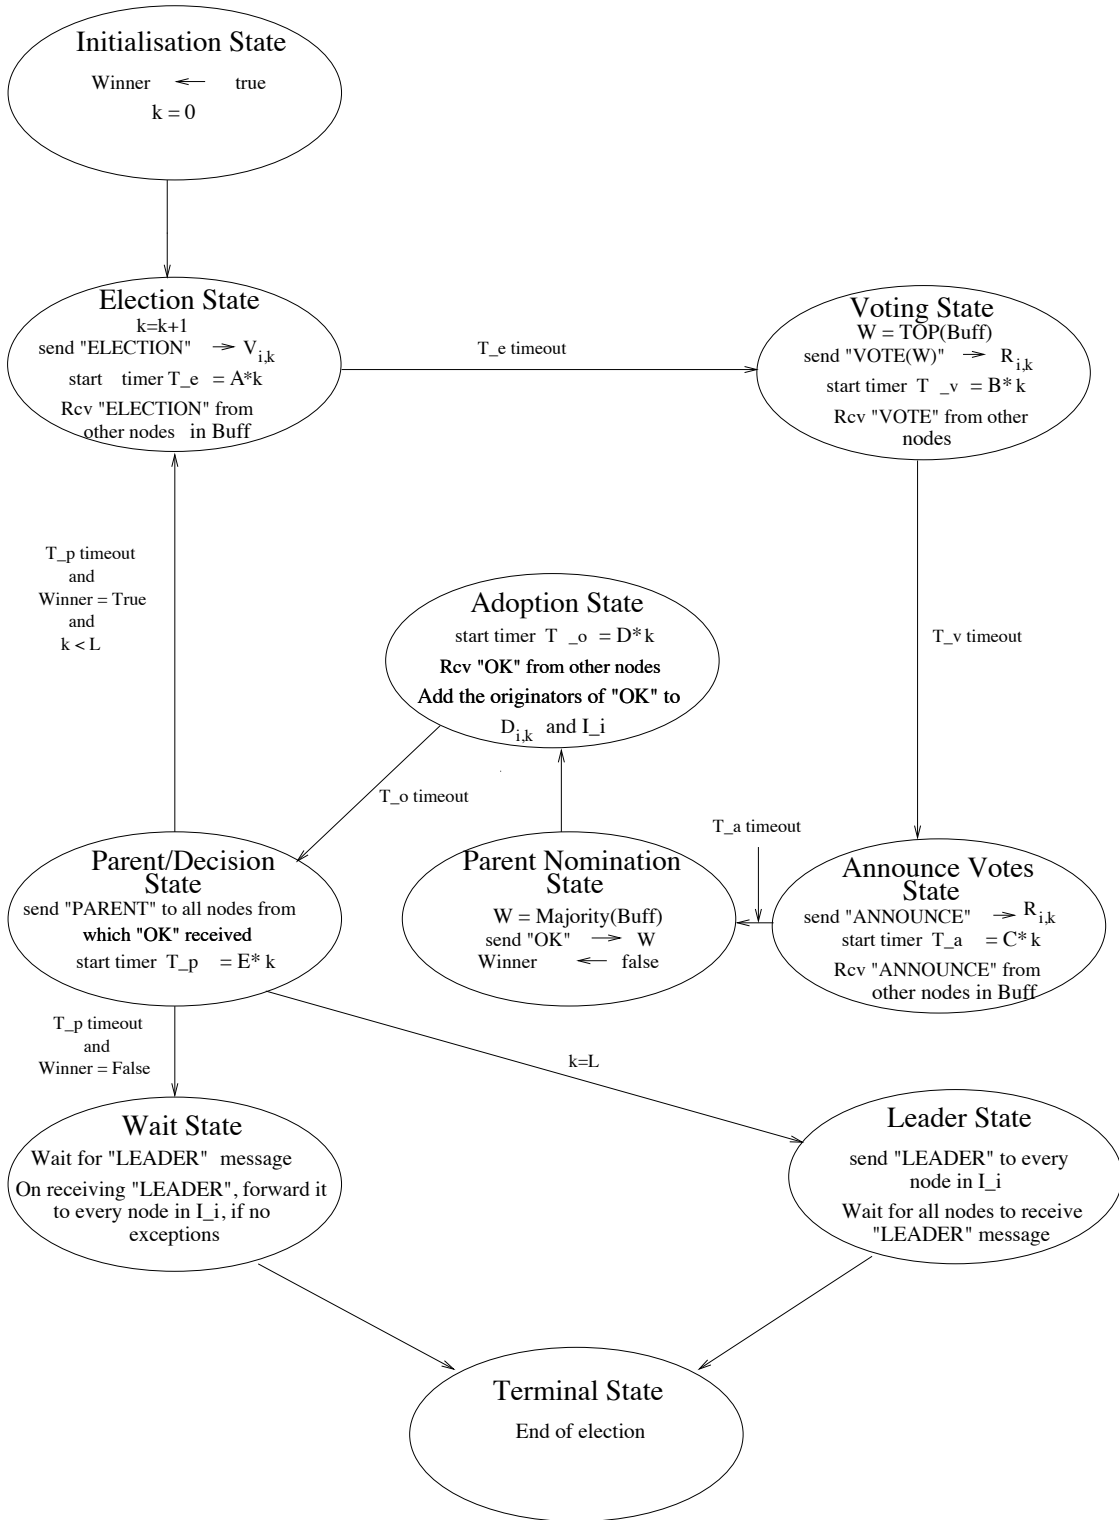 Initialisation State
Winner ← true
k = 0
Election State
k=k+1
send "ELECTION" → V i,k
start timer T_e = A*k
Rcv "ELECTION" from
other nodes in Buff
T_e timeout
Voting State
W = TOP(Buff)
send "VOTE(W)" → R i,k
start timer T _v = B* k
Rcv "VOTE" from other
nodes
T_p timeout
and
Winner = True
and
k < L
Adoption State
start timer T _o = D* k
Rcv "OK" from other nodes
Add the originators of "OK" to
D i,k and I_i
T_v timeout
T_o timeout
T_a timeout
Parent/Decision
State
send "PARENT" to all nodes from
which "OK" received
start timer T_p = E* k
Parent Nomination
State
W = Majority(Buff)
send "OK" → W
Winner ← false
Announce Votes
State
send "ANNOUNCE" → R i,k
start timer T_a = C* k
Rcv "ANNOUNCE" from
other nodes in Buff
T_p timeout
and
Winner = False
k=L
Wait State
Wait for "LEADER" message
On receiving "LEADER", forward it
to every node in I_i, if no
exceptions
Leader State
send "LEADER" to every
node in I_i
Wait for all nodes to receive
"LEADER" message
Terminal State
End of election